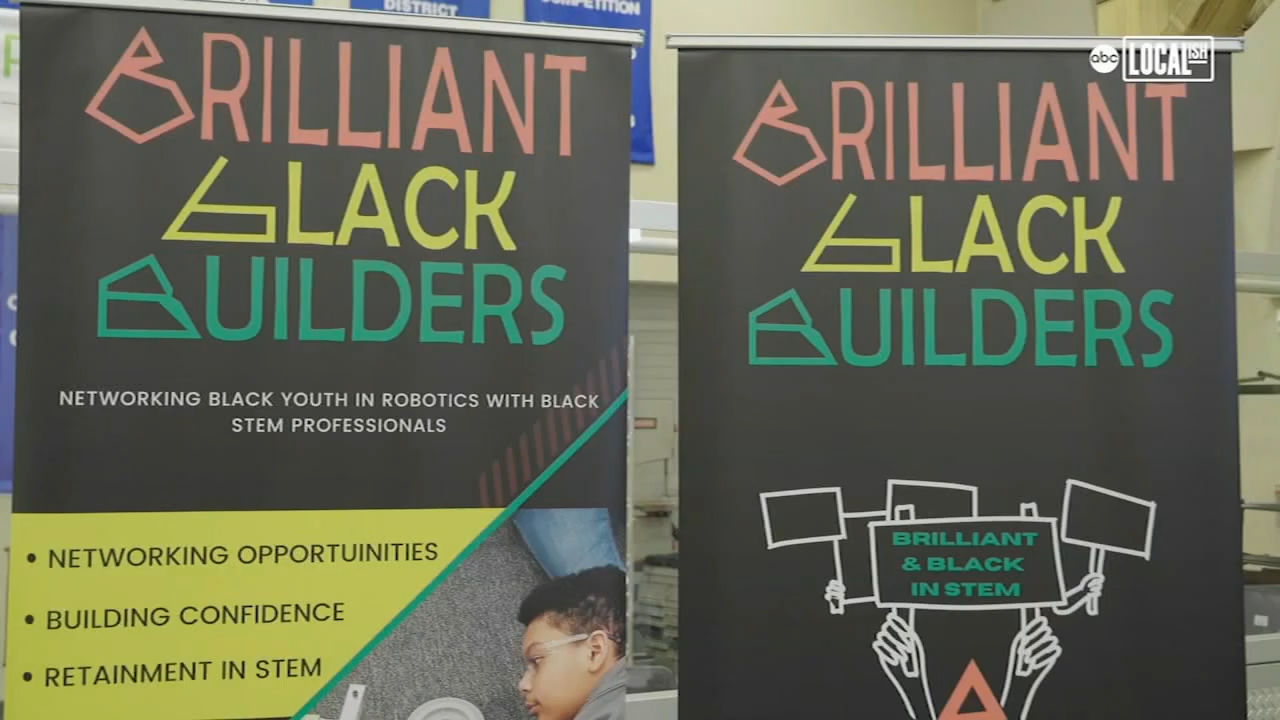 DISTRICT
COMPETITION
abc LOCALISH
BRILLIANT
BLACK
BUILDERS
NETWORKING BLACK YOUTH IN ROBOTICS WITH BLACK
STEM PROFESSIONALS
• NETWORKING OPPORTUINITIES
• BUILDING CONFIDENCE
• RETAINMENT IN STEM
BRILLIANT
BLACK
BUILDERS
BRILLIANT
& BLACK
IN STEM